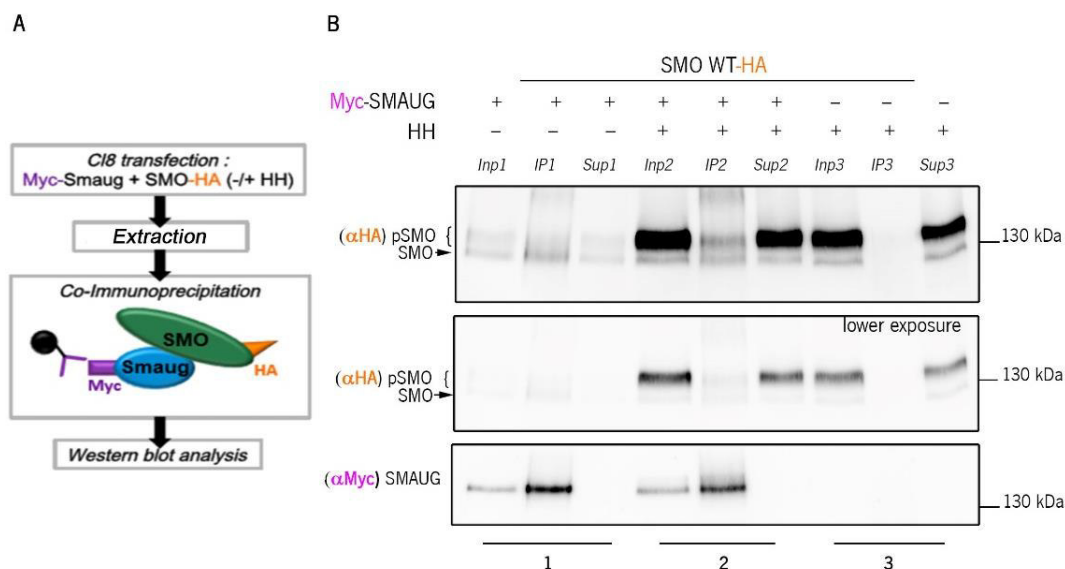 A
Cl8 transfection :
Myc-Smaug + SMO-HA (-/+ HH)
Extraction
Co-Immunoprecipitation
SMO
Smaug
Myc
HA
Western blot analysis
B
SMO WT-HA
Myc-SMAUG + + + + + + – – –
HH – – – + + + + + +
Inp1 IP1 Sup1 Inp2 IP2 Sup2 Inp3 IP3 Sup3
(αHA) pSMO {
SMO
130 kDa
lower exposure
(αHA) pSMO {
SMO
130 kDa
(αMyc) SMAUG
130 kDa
1 2 3